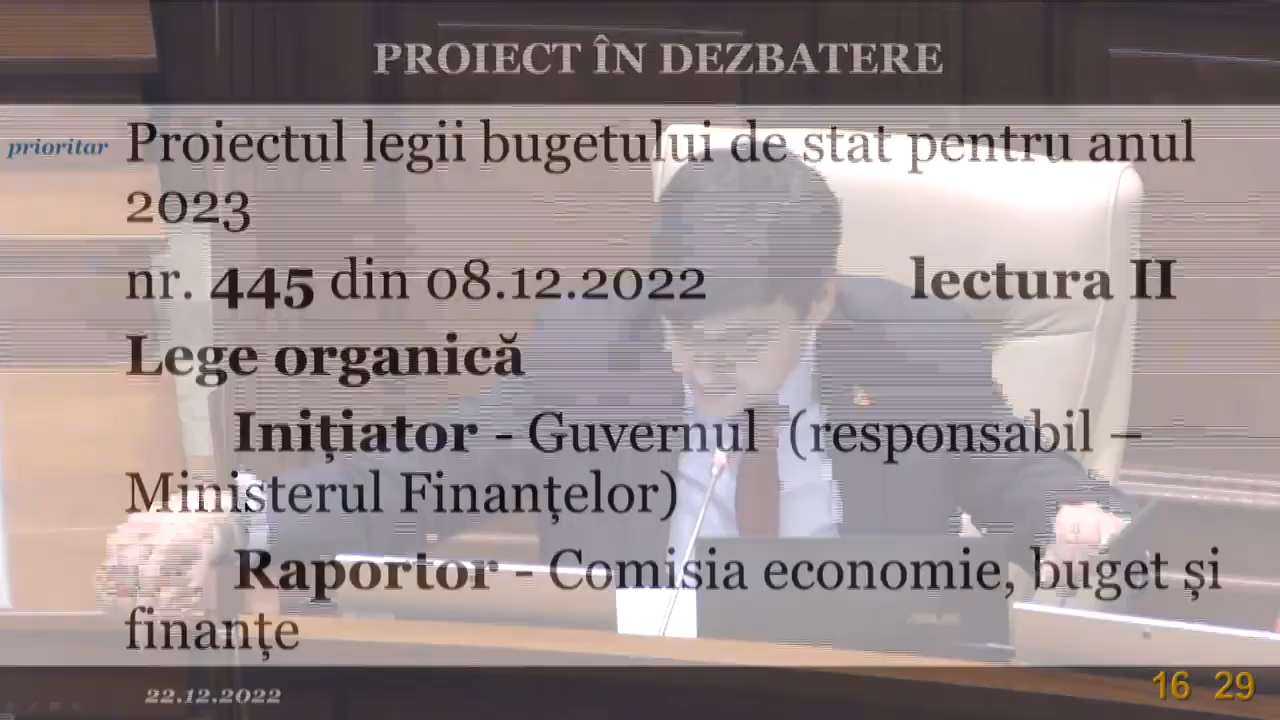 PROIECT ÎN DEZBATERE
prioritar
Proiectul legii bugetului de stat pentru anul
2023
nr. 445 din 08.12.2022 lectura II
Lege organică
Inițiator - Guvernul (responsabil –
Ministerul Finanțelor)
Raportor - Comisia economie, buget și
finanțe
22.12.2022
16 29